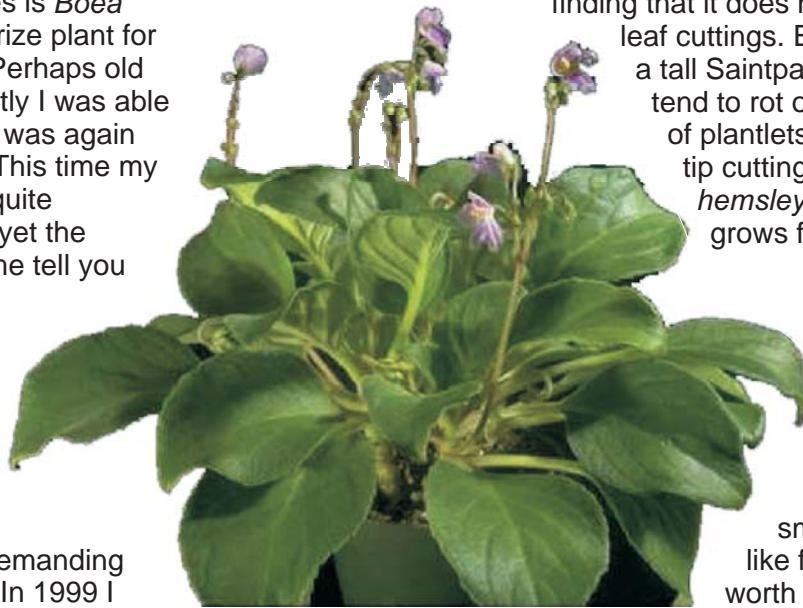 es is Boea
rize plant for
Perhaps old
tly I was able
was again
This time my
quite
yet the
ne tell you
emanding
In 1999 I
finding that it does
leaf cuttings.
a tall Saintpa
tend to rot
of plantlets
tip cutting
hemsley
grows f
like f
worth